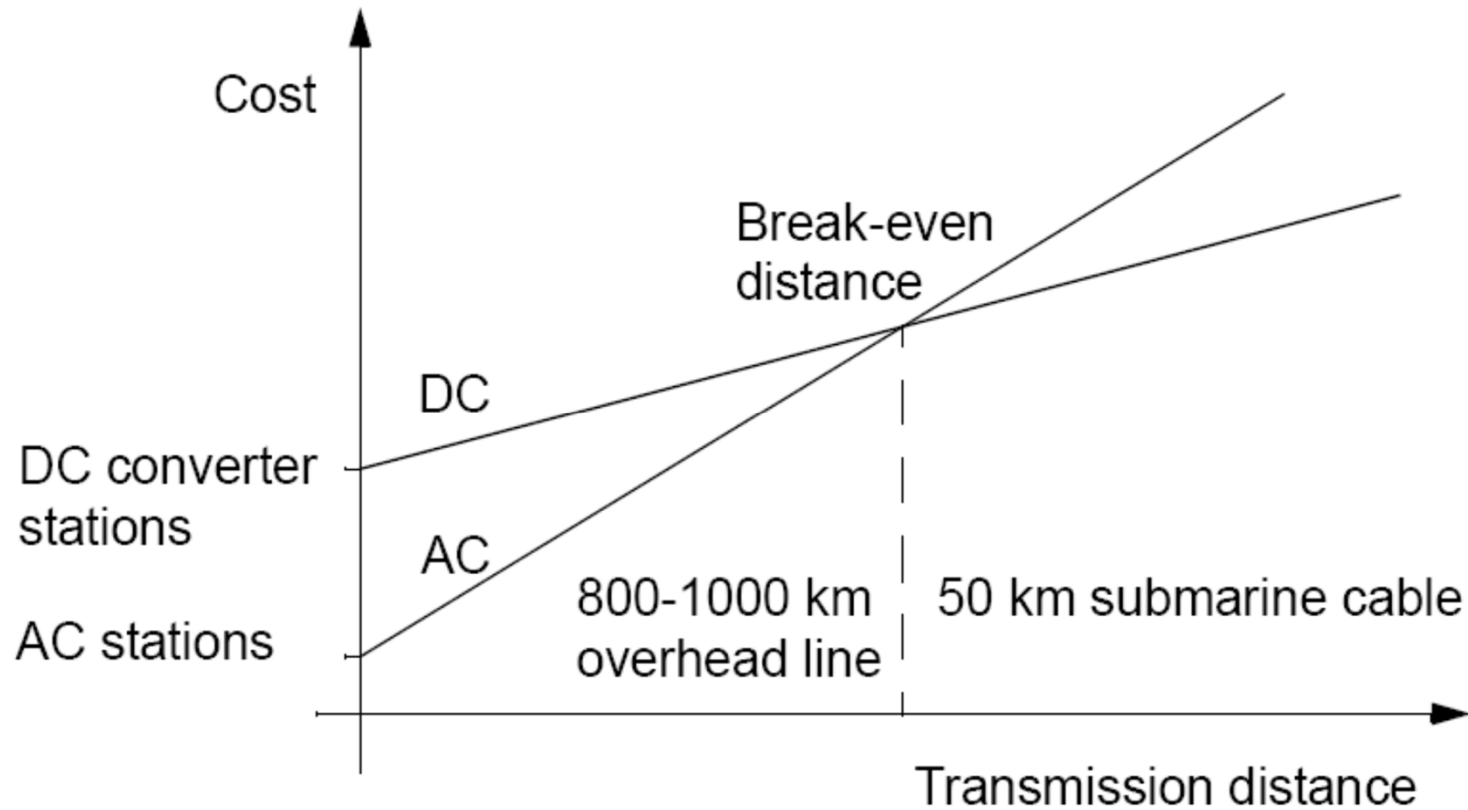 Cost
Break-even
distance
DC
DC converter
stations
AC
800-1000 km
overhead line
50 km submarine cable
AC stations
Transmission distance